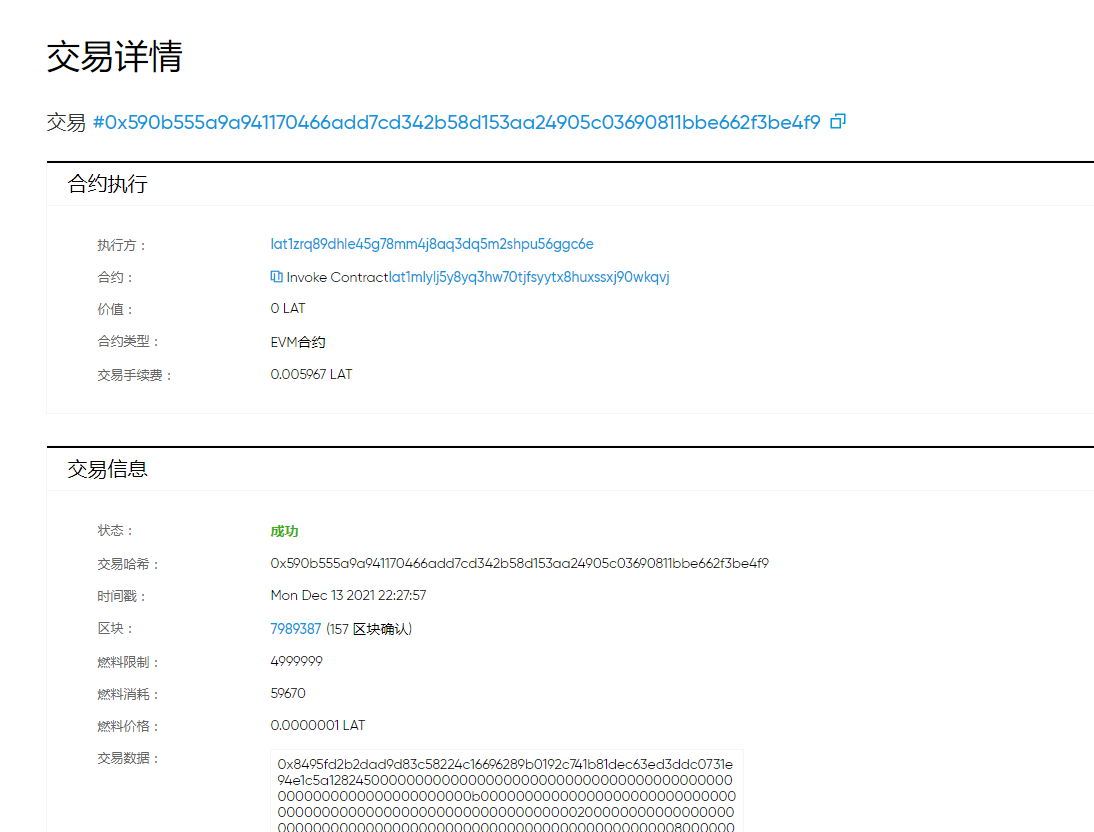 交易详情
交易 #0x590b555a9a941170466add7cd342b58d153aa24905c03690811bbe662f3be4f9
合约执行
执行方： lat1zrq89dhle45g78mm4j8aq3dq5m2shpu56ggc6e
合约： Invoke Contractlat1mlylj5y8yq3hw70tjfsyytx8huxssxj90wkqvj
价值： 0 LAT
合约类型： EVM合约
交易手续费： 0.005967 LAT
交易信息
状态： 成功
交易哈希： 0x590b555a9a941170466add7cd342b58d153aa24905c03690811bbe662f3be4f9
时间戳： Mon Dec 13 2021 22:27:57
区块： 7989387 (157 区块确认)
燃料限制： 4999999
燃料消耗： 59670
燃料价格： 0.0000001 LAT
交易数据： 0x8495fd2b2dad9d83c58224c16696289b0192c741b81dec63ed3ddc0731e